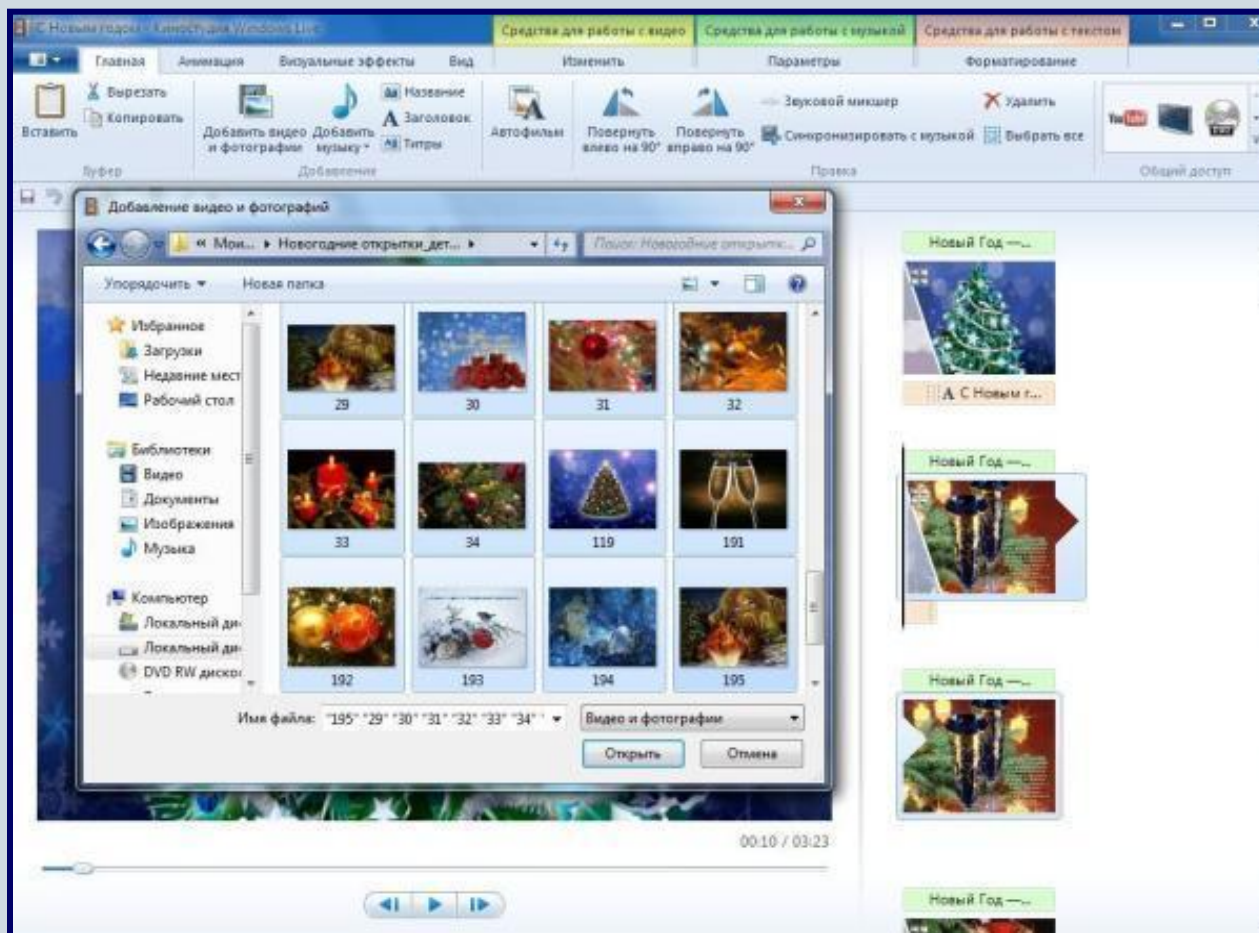 С Новым годом - Киностудия Windows Live
Средства для работы с видео
Средства для работы с музыкой
Средства для работы с текстом
Главная
Анимация
Визуальные эффекты
Вид
Изменить
Параметры
Форматирование
Вставить
Вырезать
Копировать
Буфер
Добавить видео
и фотографии
Добавить
музыку
Название
Заголовок
Титры
Добавление
Автофильм
Повернуть
влево на 90°
Повернуть
вправо на 90°
Звуковой микшер
Синхронизировать с музыкой
Удалить
Выбрать все
Правка
You Tube
DVD
Общий доступ
Добавление видео и фотографий
« Мои... Новогодние открытки_дет...
Поиск: Новогодние открытк...
Упорядочить
Новая папка
Избранное
Загрузки
Недавние мест
Рабочий стол
Библиотеки
Видео
Документы
Изображения
Музыка
Компьютер
Локальный ди
Локальный ди
DVD RW дисков
29 30 31 32
33 34 119 191
192 193 194 195
Имя файла: "195" "29" "30" "31" "32" "33" "34" "
Видео и фотографии
Открыть
Отмена
00:10 / 03:23
Новый Год —...
A С Новым г...
Новый Год —...
Новый Год —...
Новый Год —...